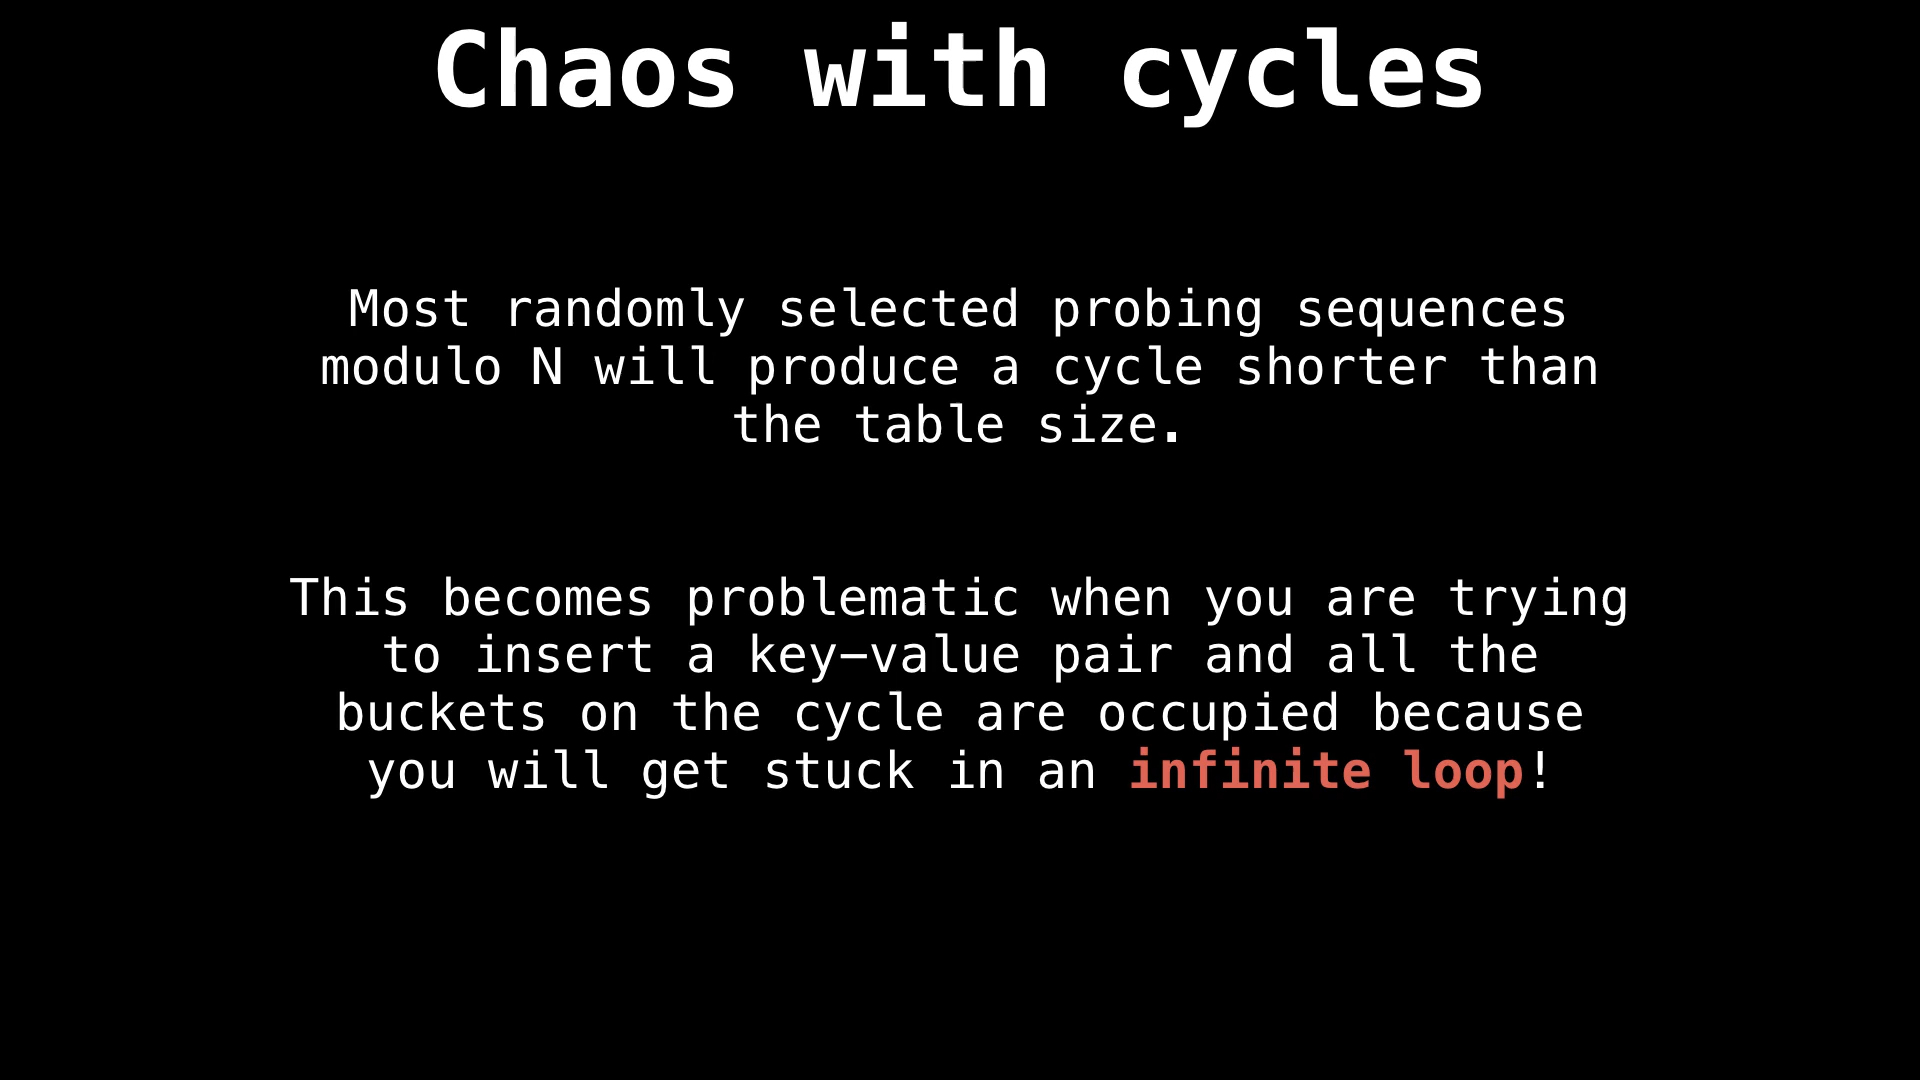 Chaos with cycles
Most randomly selected probing sequences
modulo N will produce a cycle shorter than
the table size.
This becomes problematic when you are trying
to insert a key-value pair and all the
buckets on the cycle are occupied because
you will get stuck in an infinite loop!